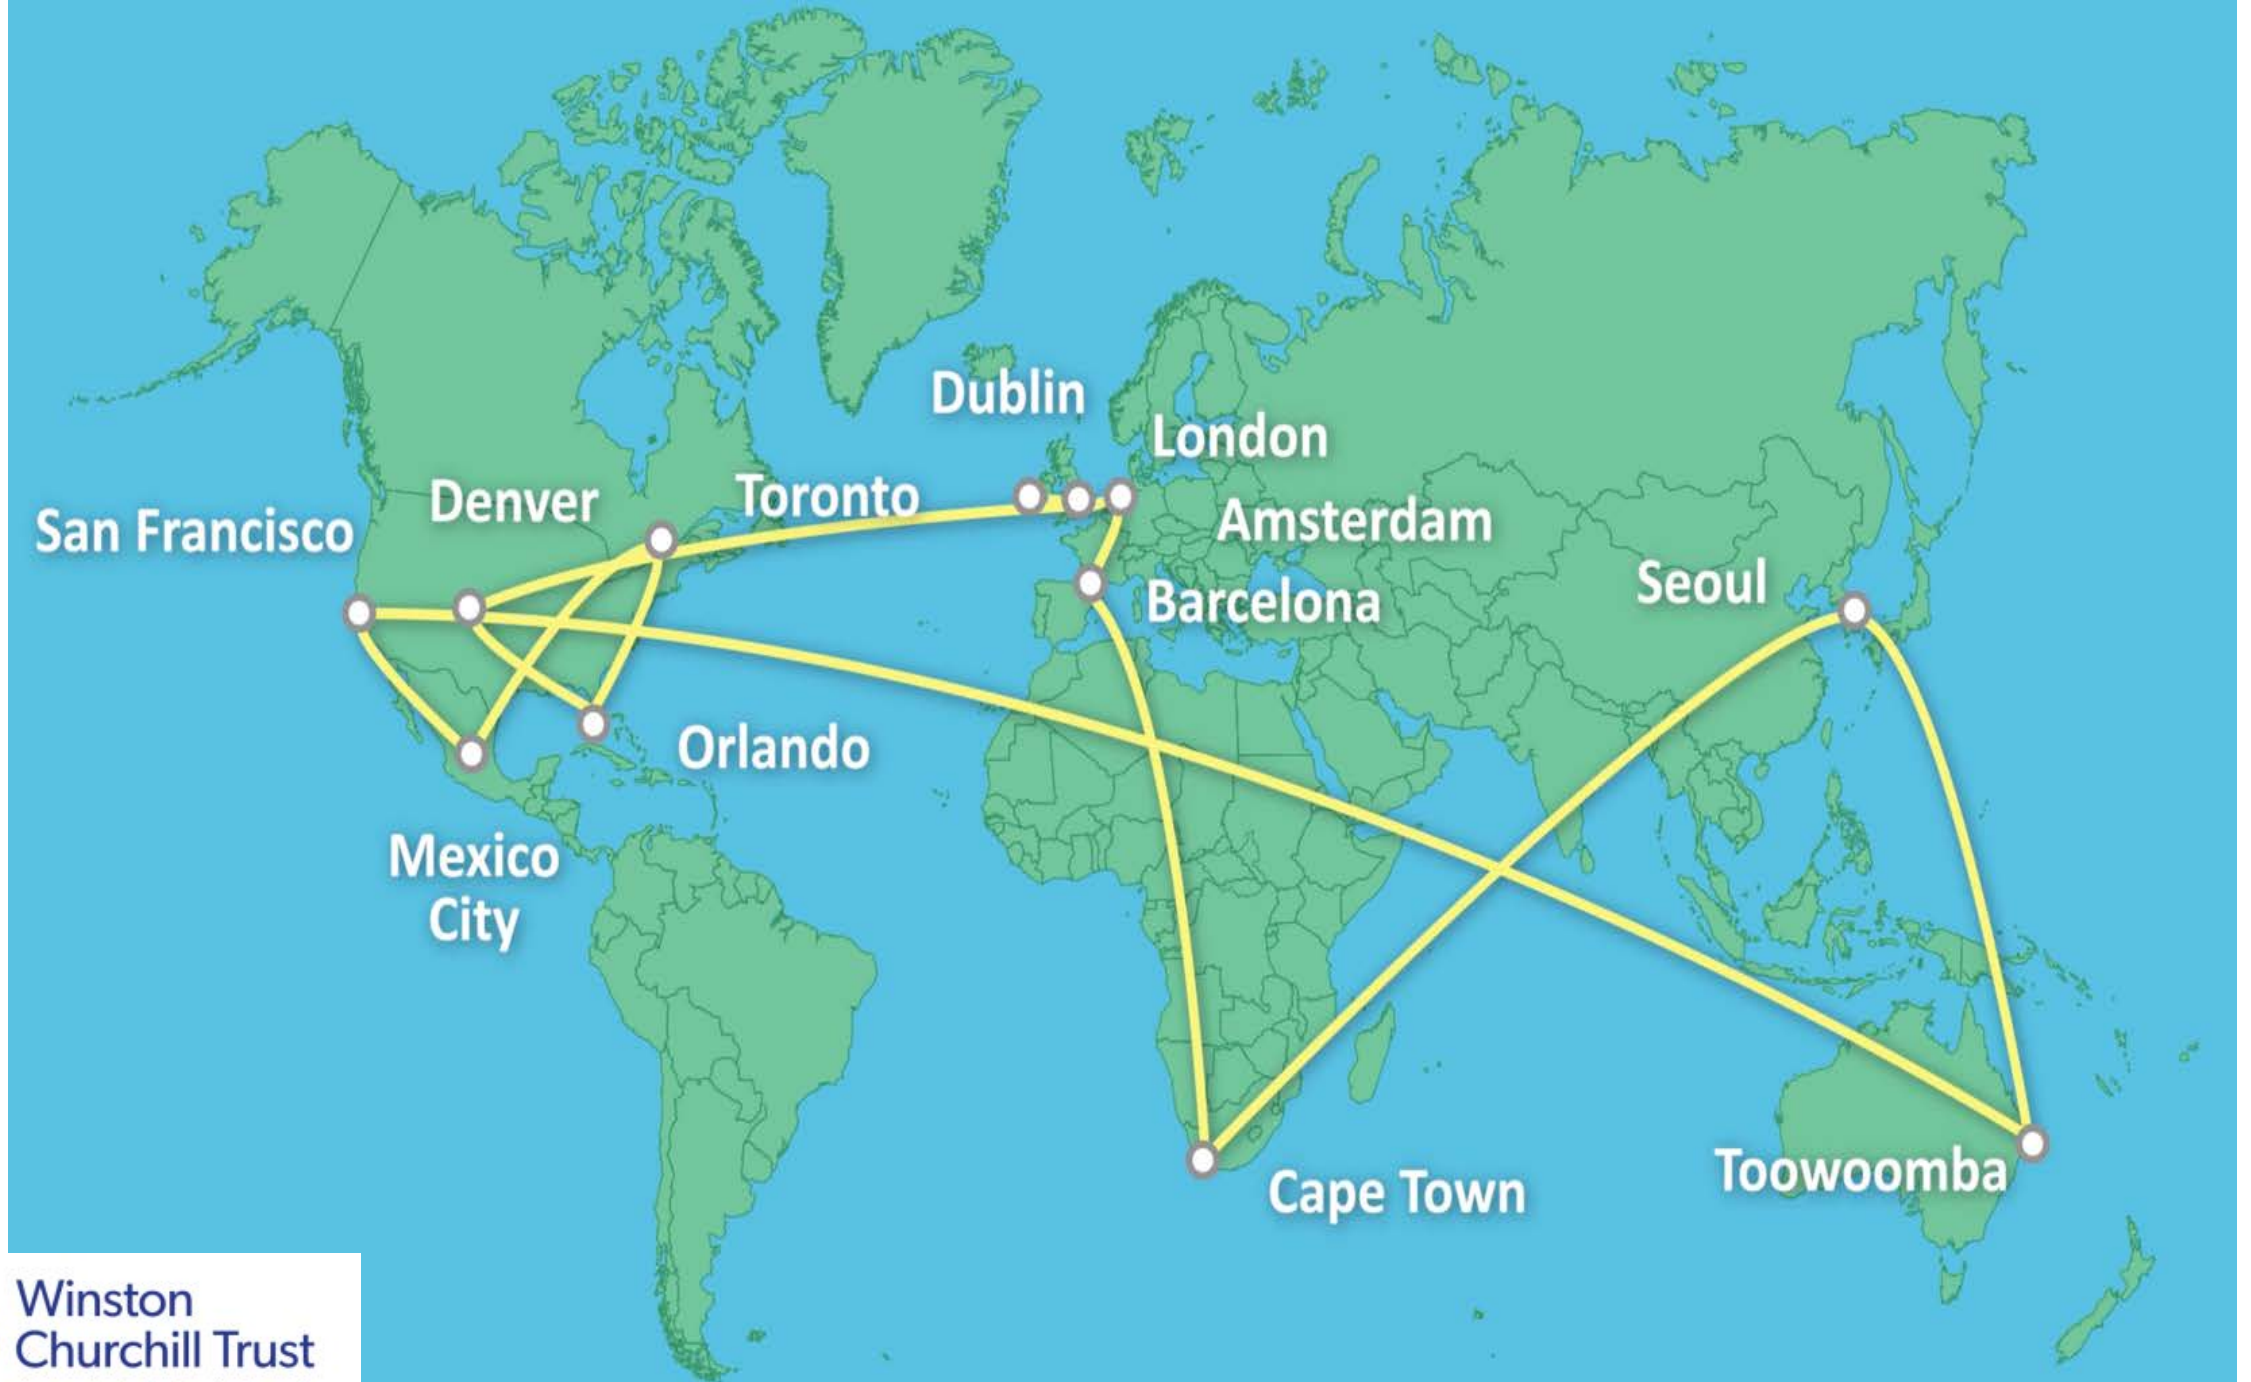 Dublin
London
Denver
Toronto
San Francisco
Amsterdam
Seoul
Barcelona
Orlando
Mexico
City
Toowoomba
Cape Town
Winston
Churchill Trust